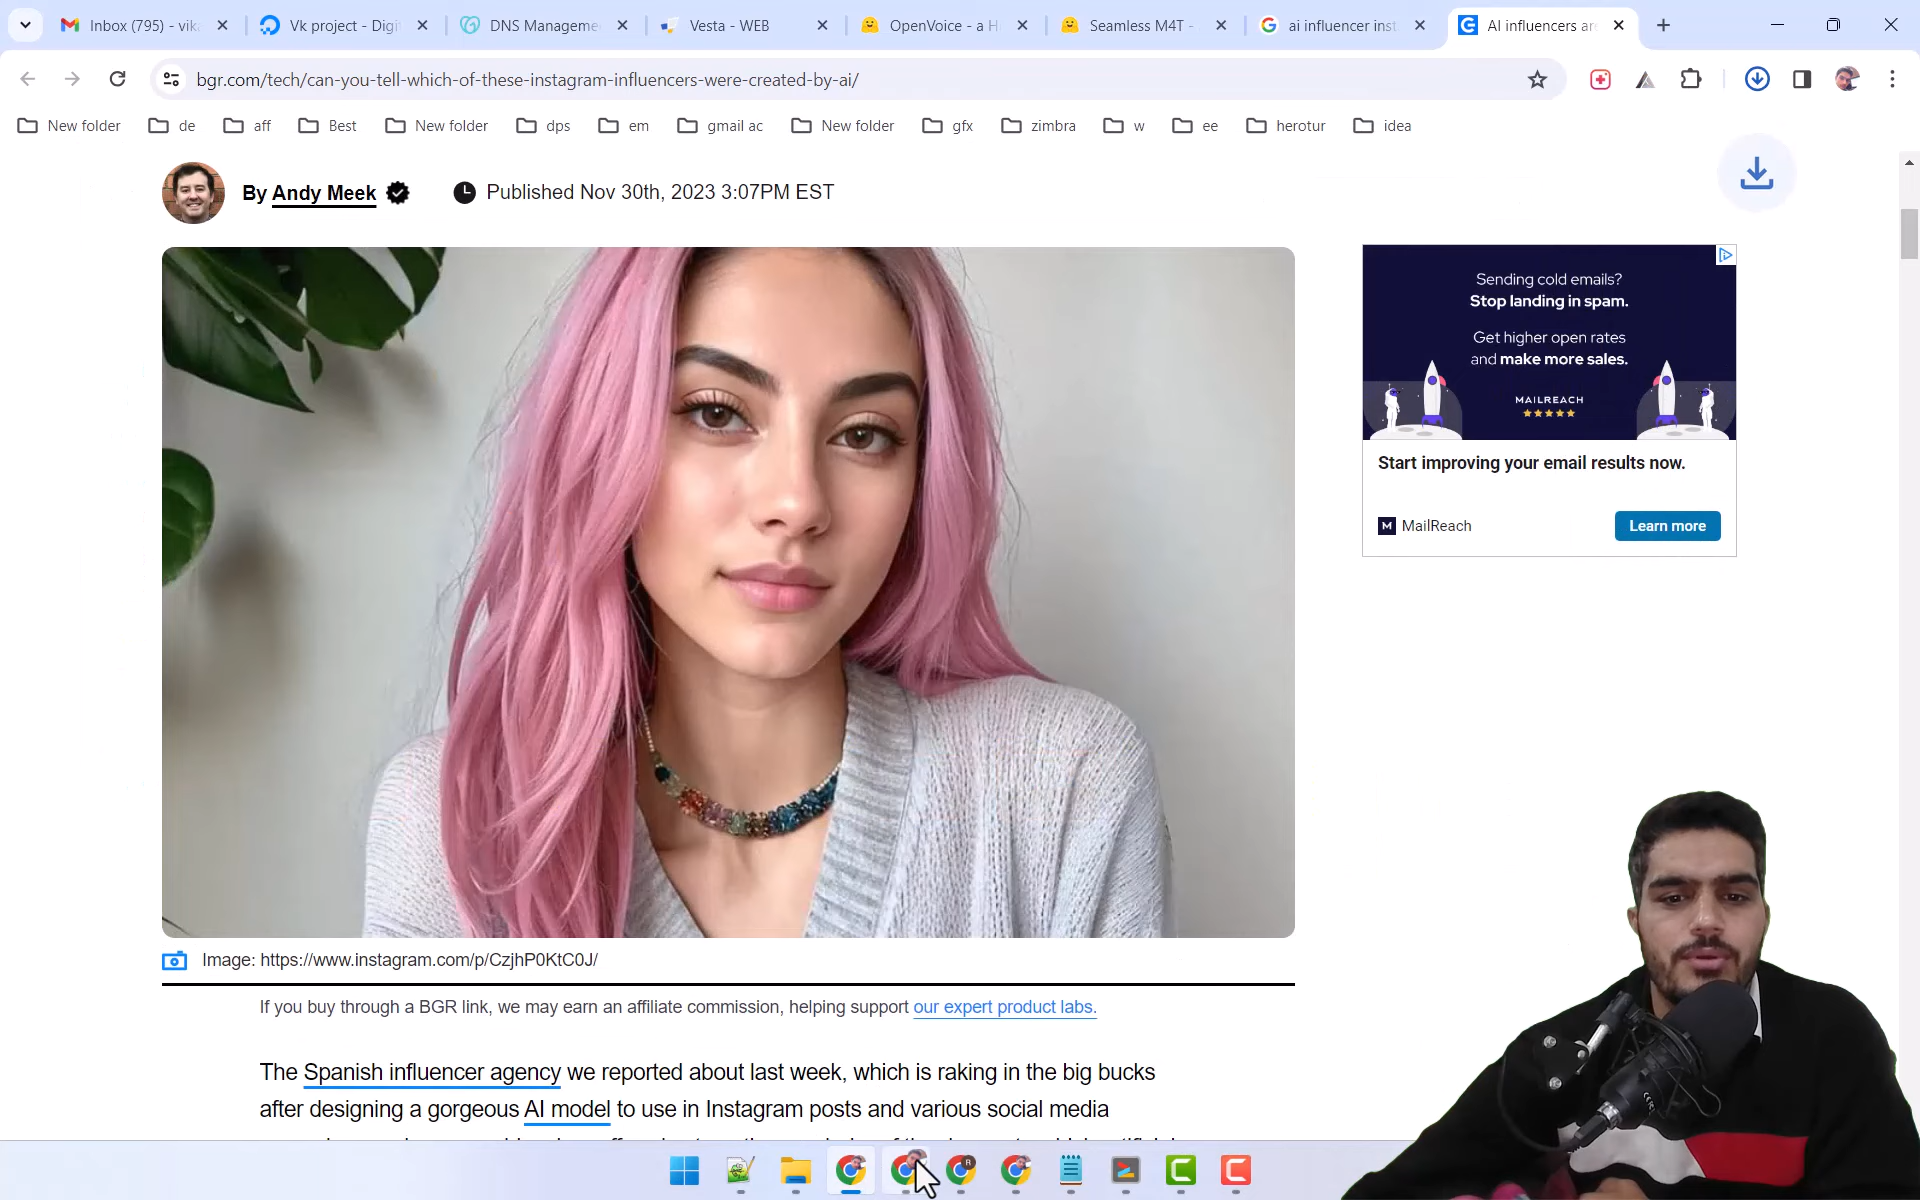 Inbox (795) - vik
Vk project - Digi
DNS Manageme
Vesta - WEB
OpenVoice - a H
Seamless M4T -
ai influencer inst
AI influencers are
bgr.com/tech/can-you-tell-which-of-these-instagram-influencers-were-created-by-ai/
New folder
de
aff
Best
New folder
dps
em
gmail ac
New folder
gfx
zimbra
w
ee
herotur
idea
By Andy Meek
Published Nov 30th, 2023 3:07PM EST
Sending cold emails?
Stop landing in spam.
Get higher open rates
and make more sales.
MAILREACH
Start improving your email results now.
M MailReach
Learn more
Image: https://www.instagram.com/p/CzjhP0KtC0J/
If you buy through a BGR link, we may earn an affiliate commission, helping support our expert product labs.
The Spanish influencer agency we reported about last week, which is raking in the big bucks
after designing a gorgeous AI model to use in Instagram posts and various social media